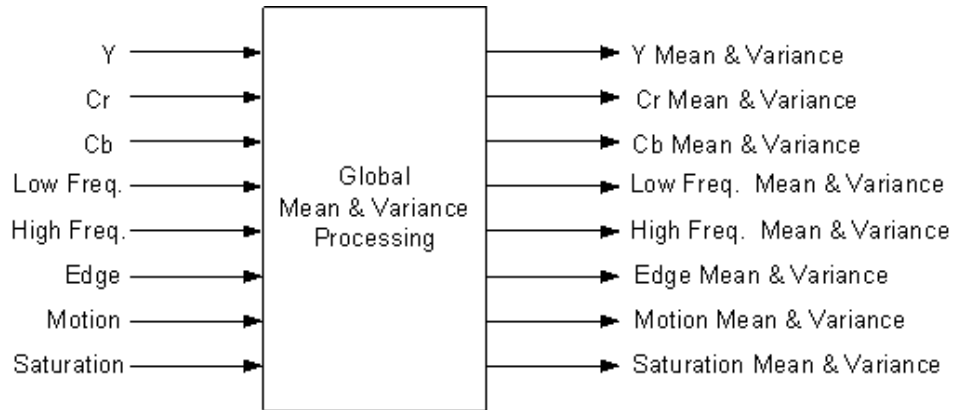 Y
Cr
Cb
Low Freq.
High Freq.
Edge
Motion
Saturation
Global
Mean & Variance
Processing
Y Mean & Variance
Cr Mean & Variance
Cb Mean & Variance
Low Freq. Mean & Variance
High Freq. Mean & Variance
Edge Mean & Variance
Motion Mean & Variance
Saturation Mean & Variance